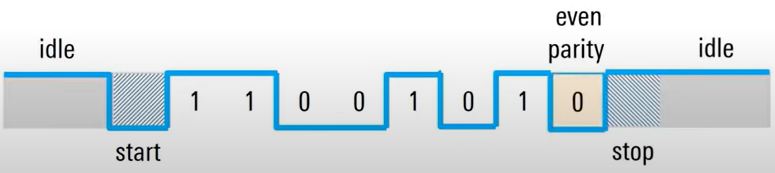 even
idle parity idle
1 1 0 0 1 0 1 0
start stop